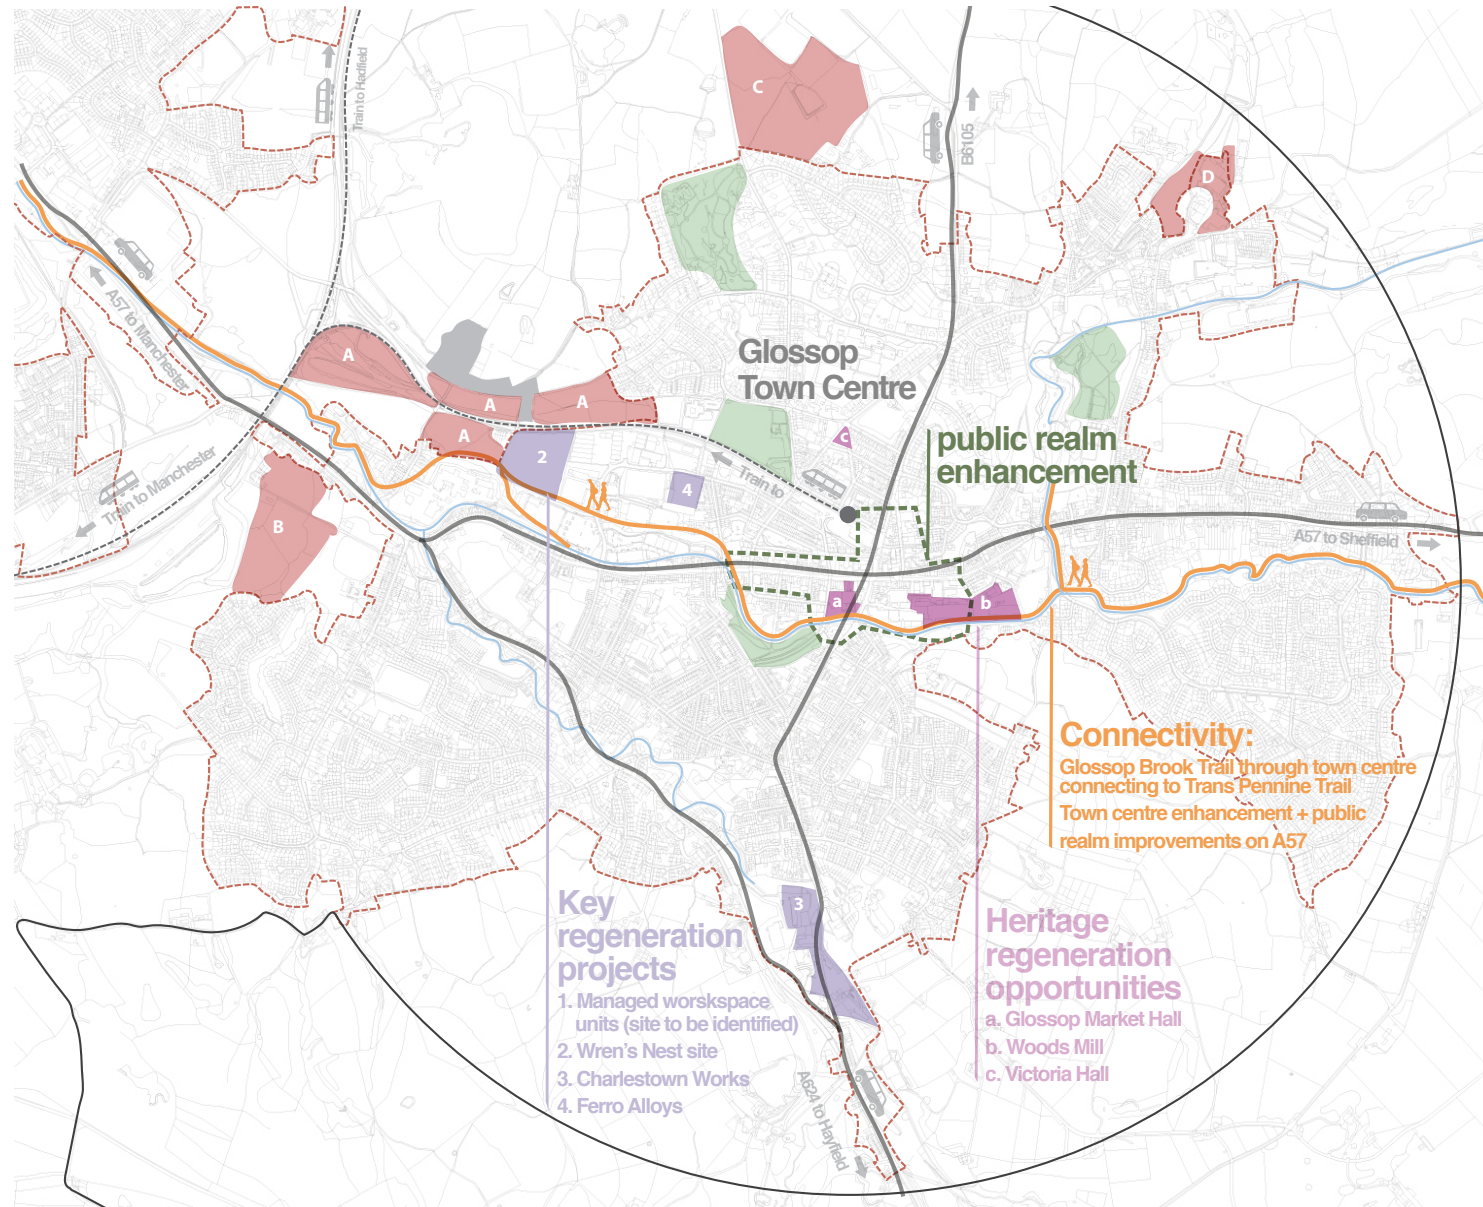 C
B6105
D
Train to Hadfield
A57 to Manchester
A
A
A
A
Glossop
Town Centre
c
public realm
enhancement
2
4
Train to
Train to Manchester
B
A57 to Sheffield
a
b
Connectivity:
Glossop Brook Trail through town centre
connecting to Trans Pennine Trail
Town centre enhancement + public
realm improvements on A57
3
Key
regeneration
projects
1. Managed worskspace
units (site to be identified)
2. Wren's Nest site
3. Charlestown Works
4. Ferro Alloys
Heritage
regeneration
opportunities
a. Glossop Market Hall
b. Woods Mill
c. Victoria Hall
A624 to Hayfield